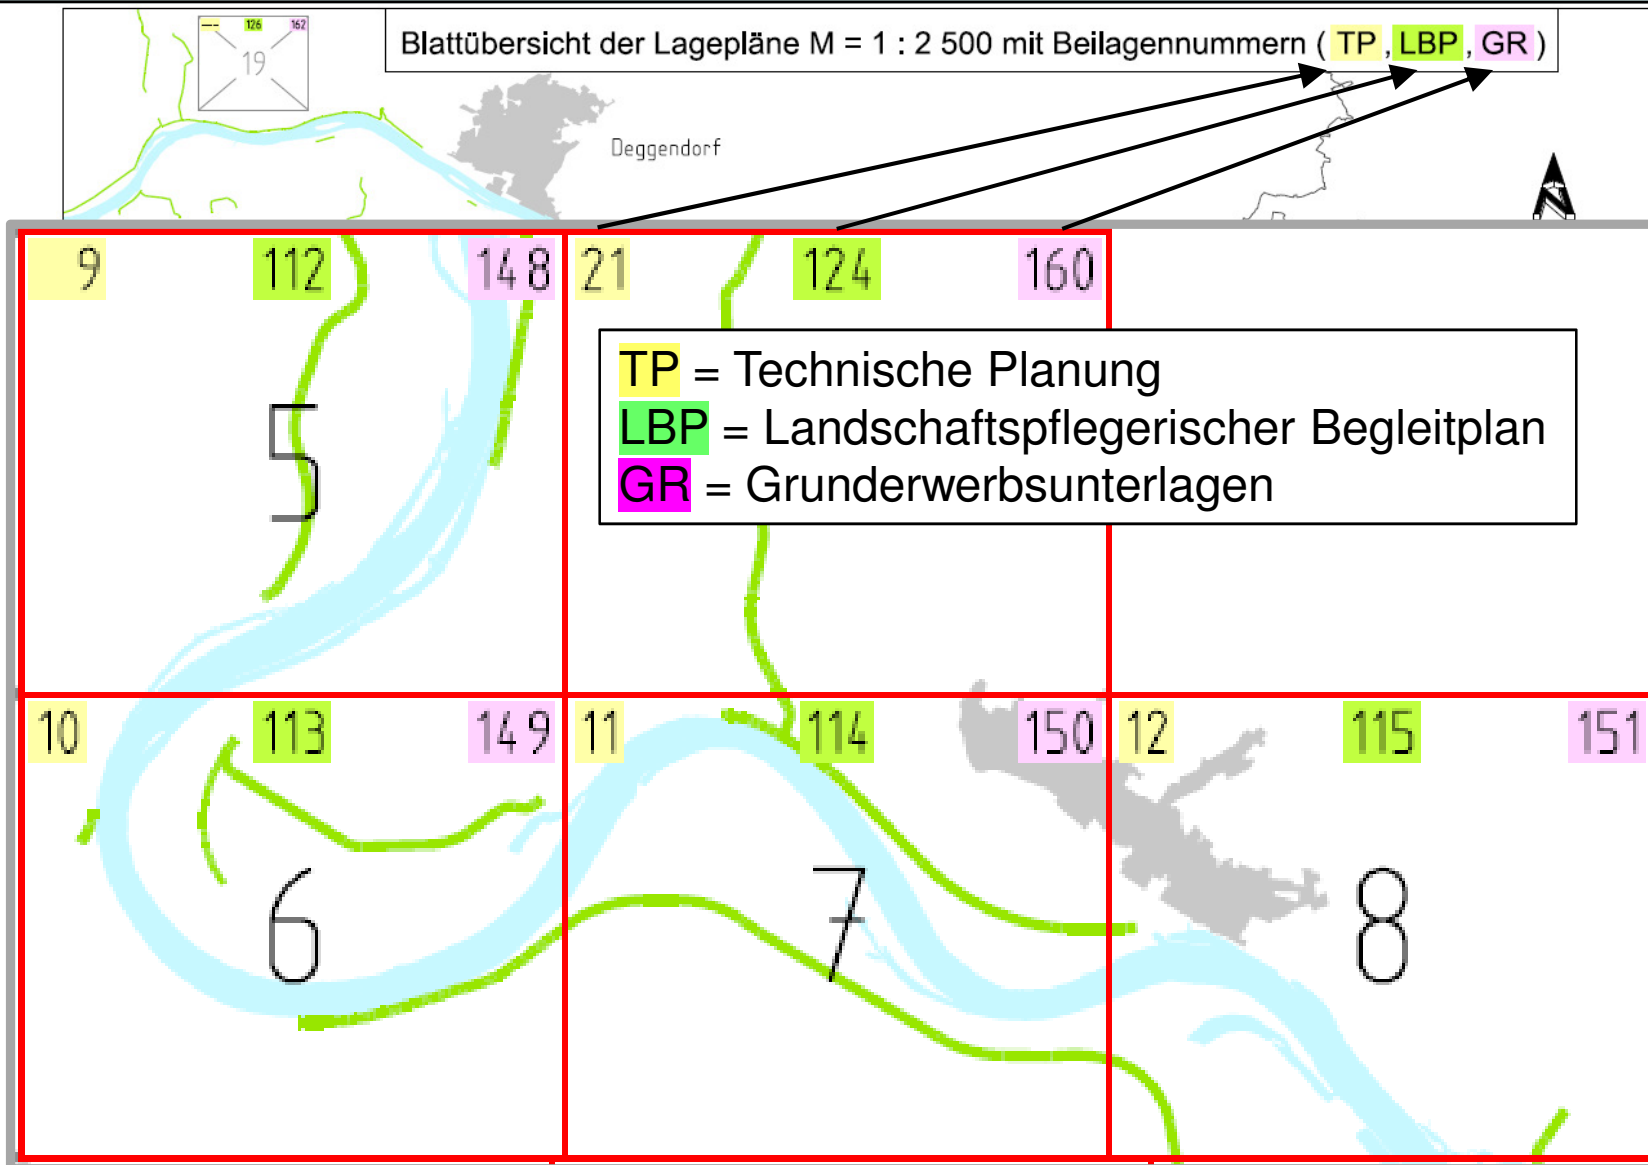 --- 126 162
19
Blattübersicht der Lagepläne M = 1 : 2 500 mit Beilagennummern ( TP , LBP , GR )
Deggendorf
N
9 112 148 21 124 160
TP = Technische Planung
LBP = Landschaftspflegerischer Begleitplan
GR = Grunderwerbsunterlagen
5
10 113 149 11 114 150 12 115 151
6 7 8